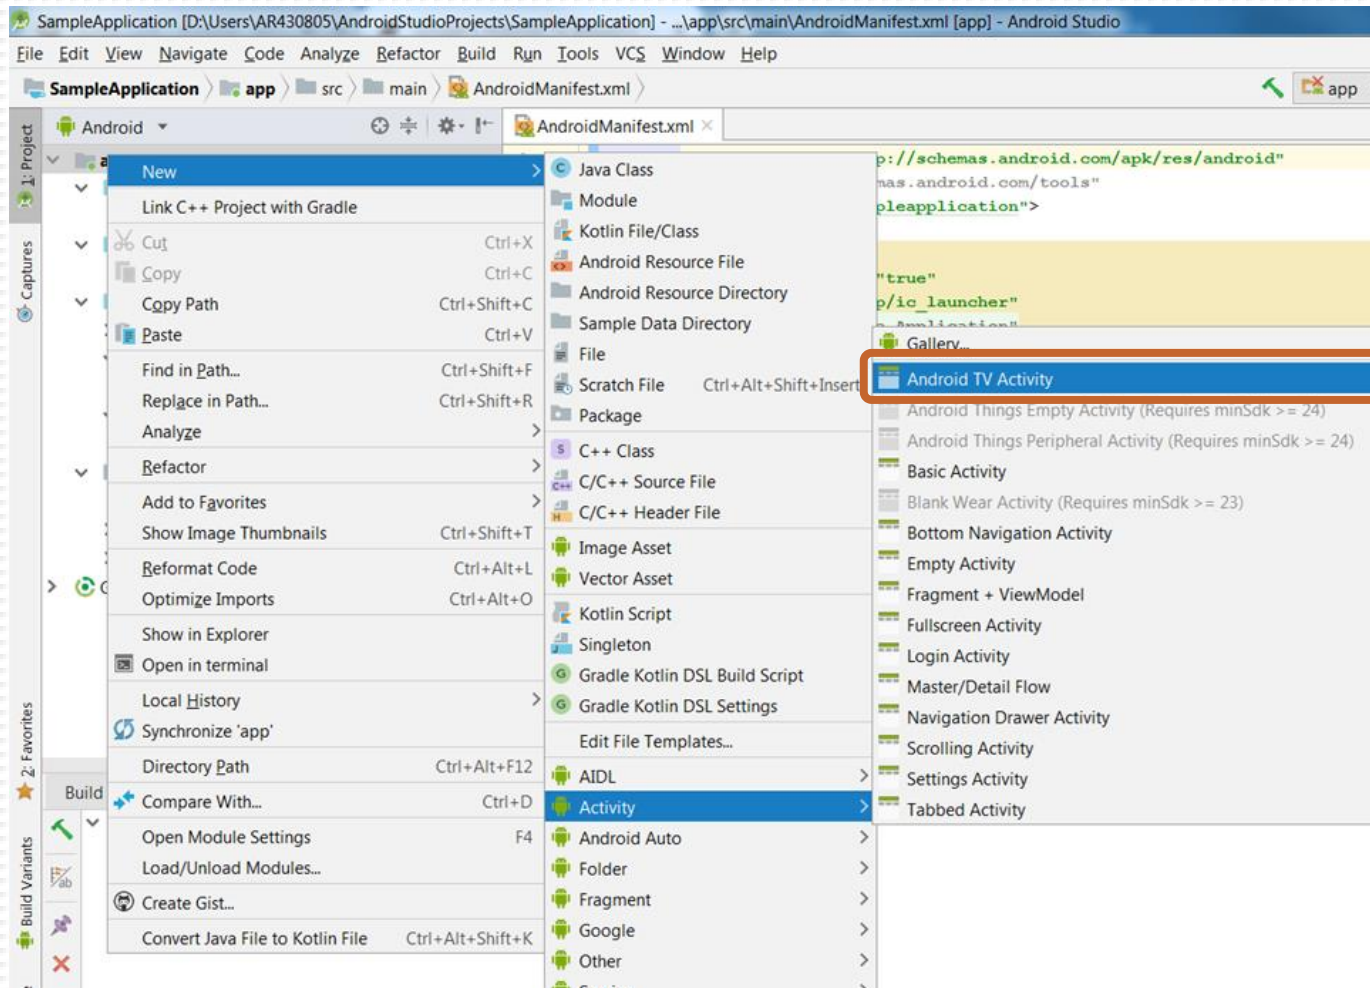 SampleApplication [D:\Users\AR430805\AndroidStudioProjects\SampleApplication] - ...\app\src\main\AndroidManifest.xml [app] - Android Studio
File Edit View Navigate Code Analyze Refactor Build Run Tools VCS Window Help
SampleApplication app src main AndroidManifest.xml app
1: Project
Captures
2: Favorites
Build Variants
Android
AndroidManifest.xml
p://schemas.android.com/apk/res/android"
mas.android.com/tools"
pleapplication">
"true"
p/ic_launcher"
Application"
Build
New
Link C++ Project with Gradle
Cut Ctrl+X
Copy Ctrl+C
Copy Path Ctrl+Shift+C
Paste Ctrl+V
Find in Path... Ctrl+Shift+F
Replace in Path... Ctrl+Shift+R
Analyze
Refactor
Add to Favorites
Show Image Thumbnails Ctrl+Shift+T
Reformat Code Ctrl+Alt+L
Optimize Imports Ctrl+Alt+O
Show in Explorer
Open in terminal
Local History
Synchronize 'app'
Directory Path Ctrl+Alt+F12
Compare With... Ctrl+D
Open Module Settings F4
Load/Unload Modules...
Create Gist...
Convert Java File to Kotlin File Ctrl+Alt+Shift+K
Java Class
Module
Kotlin File/Class
Android Resource File
Android Resource Directory
Sample Data Directory
File
Scratch File Ctrl+Alt+Shift+Insert
Package
C++ Class
C/C++ Source File
C/C++ Header File
Image Asset
Vector Asset
Kotlin Script
Singleton
Gradle Kotlin DSL Build Script
Gradle Kotlin DSL Settings
Edit File Templates...
AIDL
Activity
Android Auto
Folder
Fragment
Google
Other
Gallery...
Android TV Activity
Android Things Empty Activity (Requires minSdk >= 24)
Android Things Peripheral Activity (Requires minSdk >= 24)
Basic Activity
Blank Wear Activity (Requires minSdk >= 23)
Bottom Navigation Activity
Empty Activity
Fragment + ViewModel
Fullscreen Activity
Login Activity
Master/Detail Flow
Navigation Drawer Activity
Scrolling Activity
Settings Activity
Tabbed Activity